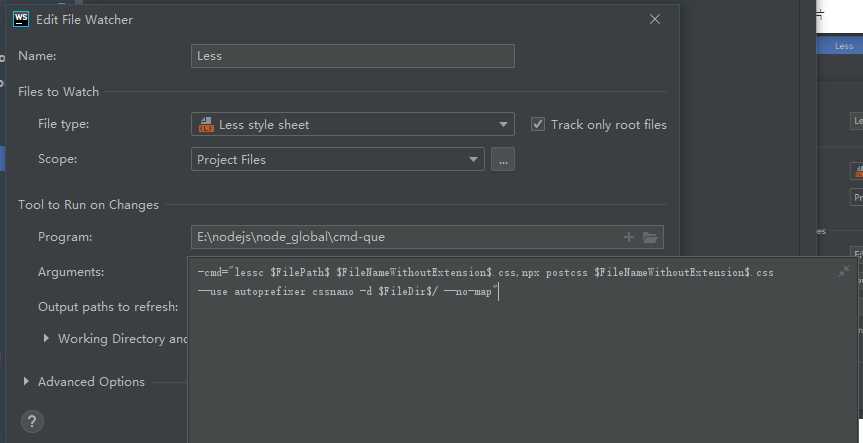 WS Edit File Watcher
Name: Less
Files to Watch
File type: Less style sheet Track only root files
Scope: Project Files ...
Tool to Run on Changes
Program: E:\nodejs\node_global\cmd-que
Arguments:
-cmd="lessc $FilePath$ $FileNameWithoutExtension$.css,npx postcss $FileNameWithoutExtension$.css
--use autoprefixer cssnano -d $FileDir$/ --no-map"
Output paths to refresh:
Working Directory and
Advanced Options
?
Less
Le
Pr
es
E:\